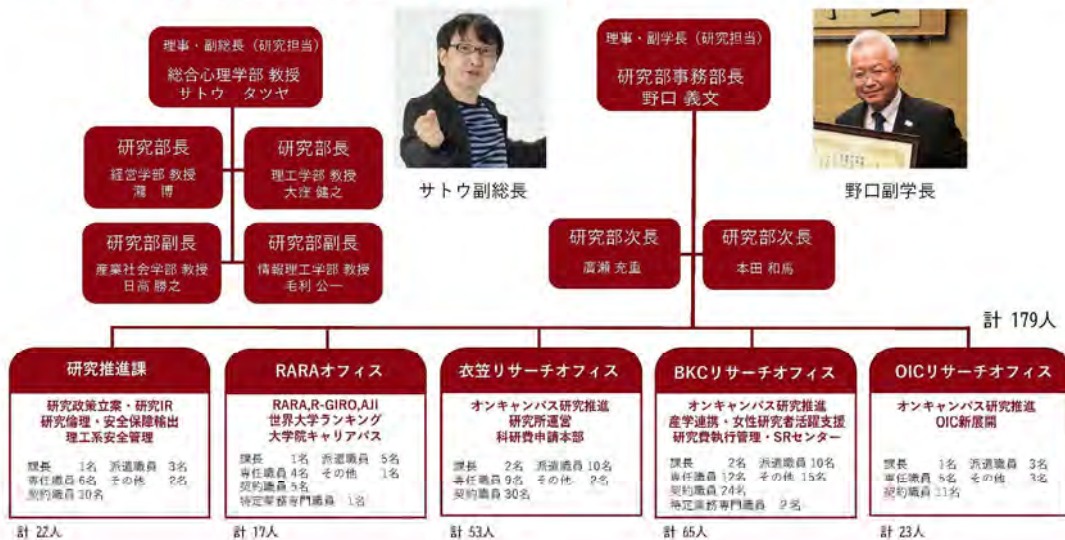 理事・副総長（研究担当）
総合心理学部 教授
サトウ　タツヤ
研究部長
経営学部 教授
瀧　博
研究部長
理工学部 教授
大窪 健之
研究部副長
産業社会学部 教授
日高 勝之
研究部副長
情報理工学部 教授
毛利 公一
サトウ副総長
理事・副学長（研究担当）
研究部事務部長
野口 義文
野口副学長
研究部次長
廣瀬 充重
研究部次長
本田 和馬
計 179人
研究推進課
研究政策立案・研究IR
研究倫理・安全保障輸出
理工系安全管理
課長　1名　派遣職員　3名
専任職員 6名　その他　2名
契約職員 10名
計 22人
RARAオフィス
RARA,R-GIRO,AJI
世界大学ランキング
大学院キャリアパス
課長　1名　派遣職員　5名
専任職員 4名　その他　1名
契約職員 5名
特定業務専門職員　1名
計 17人
衣笠リサーチオフィス
オンキャンパス研究推進
研究所運営
科研費申請本部
課長　2名　派遣職員 10名
専任職員 9名　その他　2名
契約職員 30名
計 53人
BKCリサーチオフィス
オンキャンパス研究推進
産学連携・女性研究者活躍支援
研究費執行管理・SRセンター
課長　2名　派遣職員 10名
専任職員 12名　その他 15名
契約職員 24名
特定業務専門職員　2名
計 65人
OICリサーチオフィス
オンキャンパス研究推進
OIC新展開
課長　1名　派遣職員　3名
専任職員 5名　その他　3名
契約職員 11名
計 23人